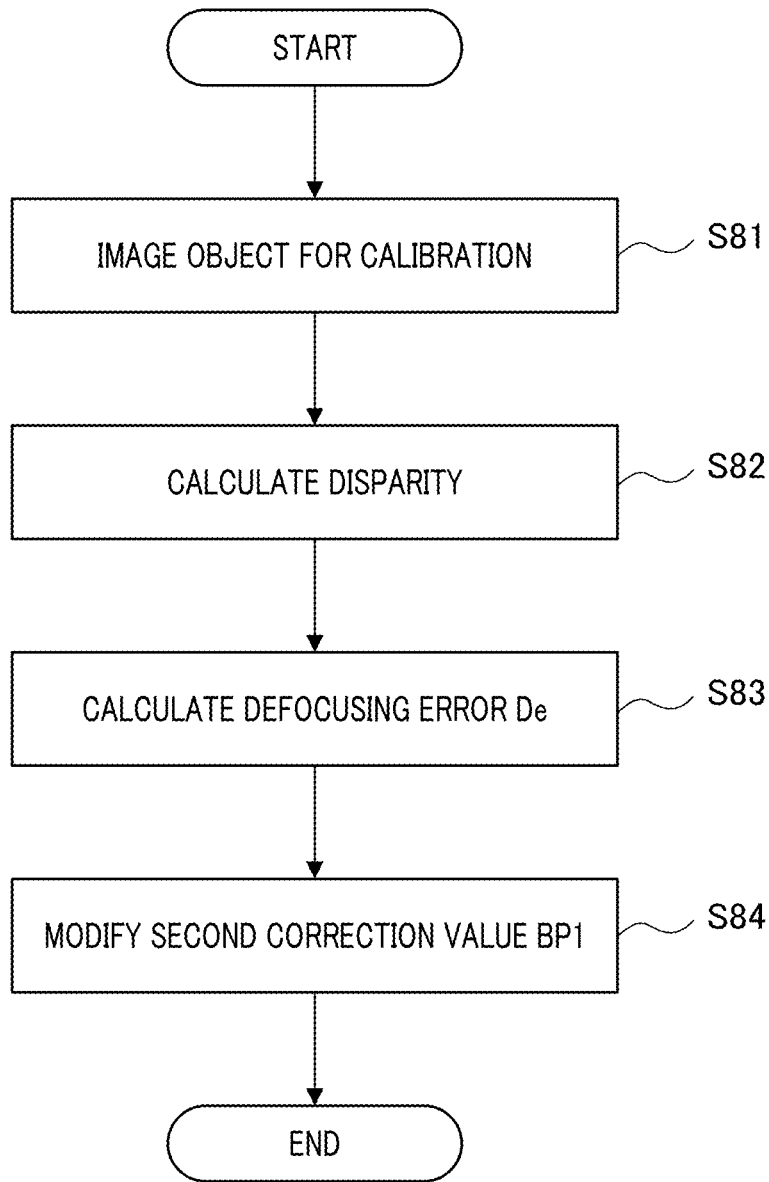 START
IMAGE OBJECT FOR CALIBRATION
S81
CALCULATE DISPARITY
S82
CALCULATE DEFOCUSING ERROR De
S83
MODIFY SECOND CORRECTION VALUE BP1
S84
END